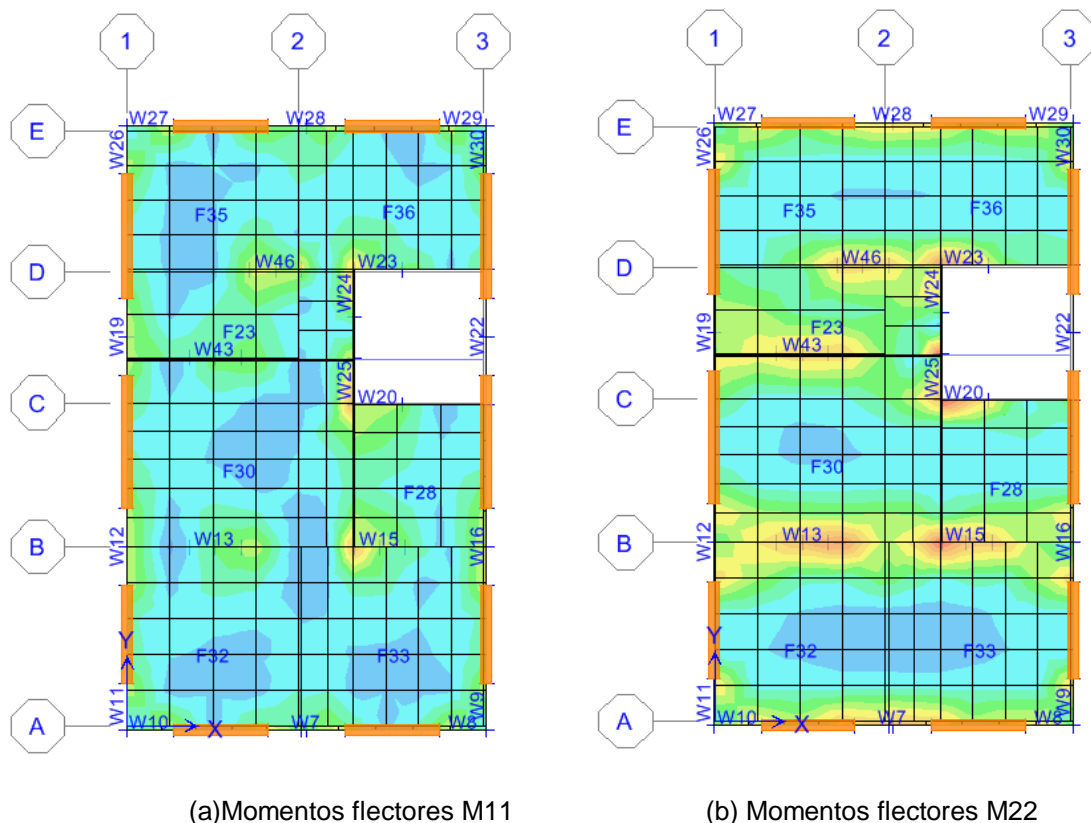 1 2 3
E W27 W28 W29
W26 W30
F35 F36
D W46 W23
W24
W19 F23 W22
W43
W25
C W20
F30 F28
B W12 W13 W15 W16
Y
F32 F33
W11 W9
A W10 X W7 W8
(a)Momentos flectores M11
1 2 3
E W27 W28 W29
W26 W30
F35 F36
D W46 W23
W24
W19 F23 W22
W43
W25
C W20
F30 F28
B W12 W13 W15 W16
Y
F32 F33
W11 W9
A W10 X W7 W8
(b) Momentos flectores M22